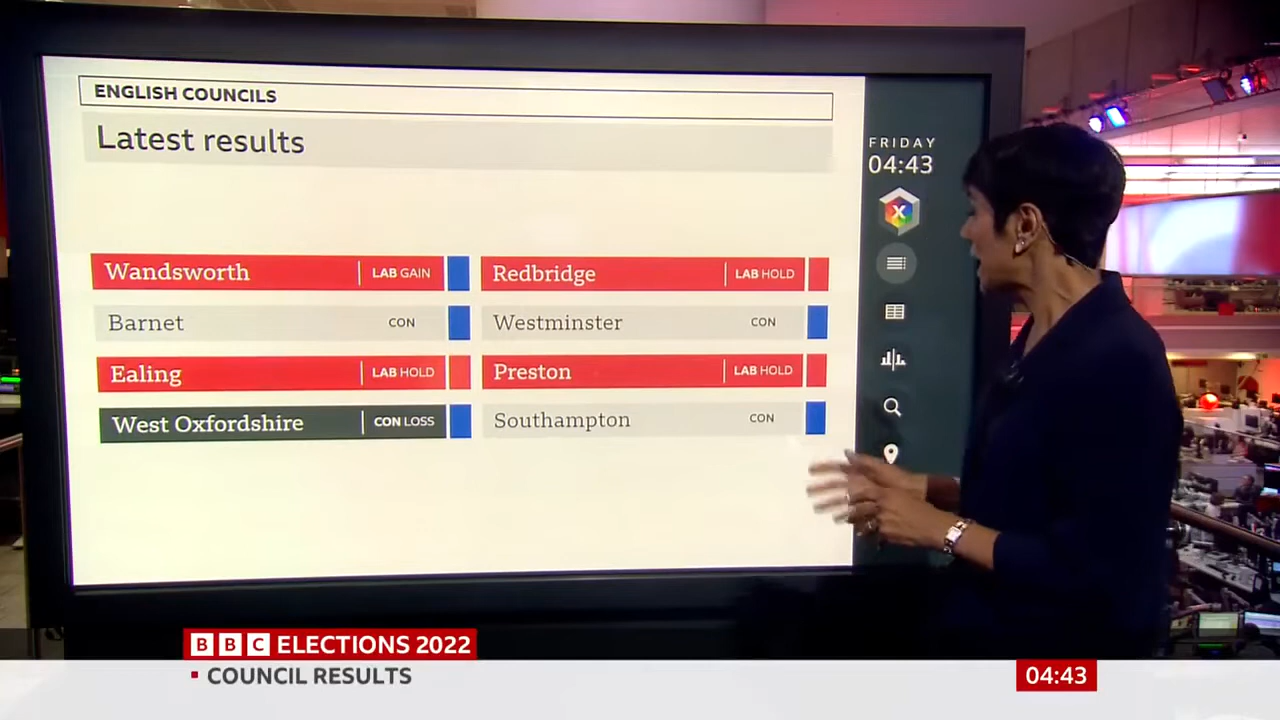 ENGLISH COUNCILS
Latest results
FRIDAY
04:43
X
Wandsworth LAB GAIN
Redbridge LAB HOLD
Barnet CON
Westminster CON
Ealing LAB HOLD
Preston LAB HOLD
West Oxfordshire CON LOSS
Southampton CON
BBC ELECTIONS 2022
COUNCIL RESULTS
04:43